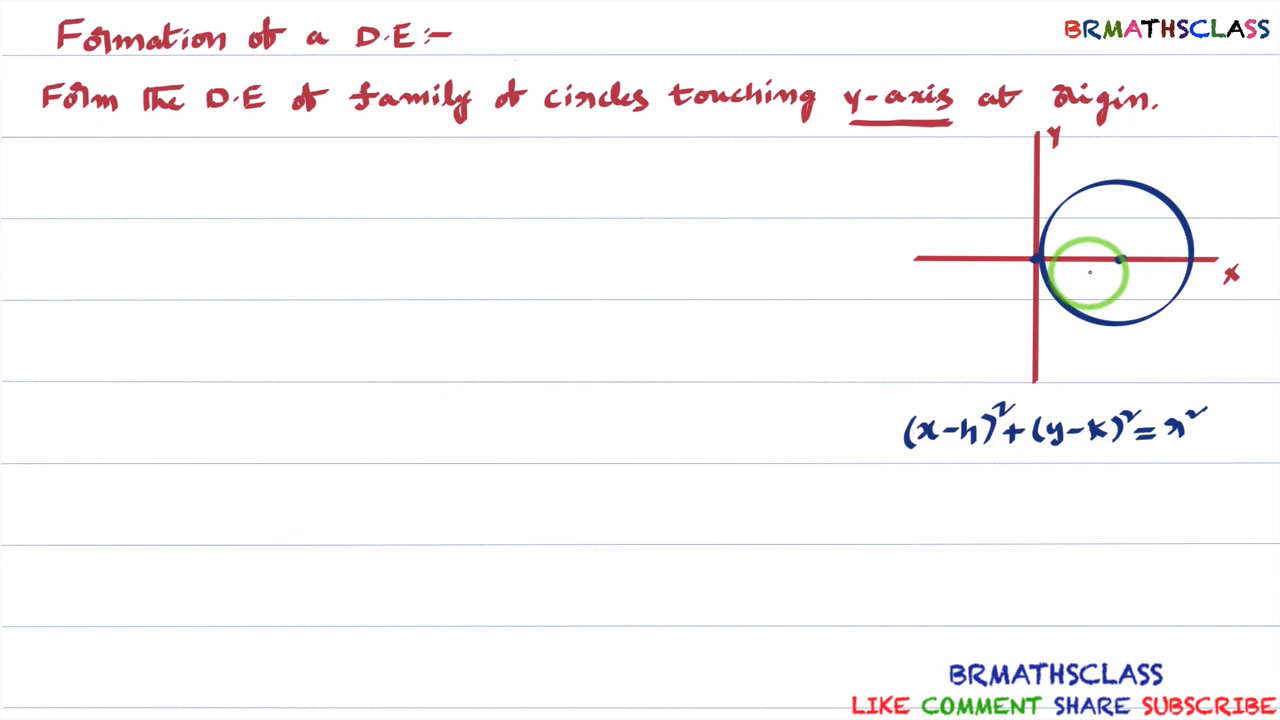 Formation of a D.E :-
BRMATHSCLASS
Form the D.E of family of circles touching y-axis at origin.
Y
X
(x-h)²+(y-k)²=r²
BRMATHSCLASS
LIKE COMMENT SHARE SUBSCRIBE